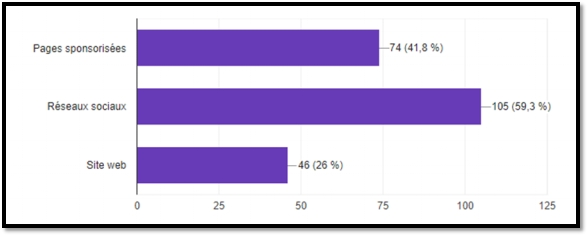 Pages sponsorisées
74 (41,8 %)
Réseaux sociaux
105 (59,3 %)
Site web
46 (26 %)
0 25 50 75 100 125